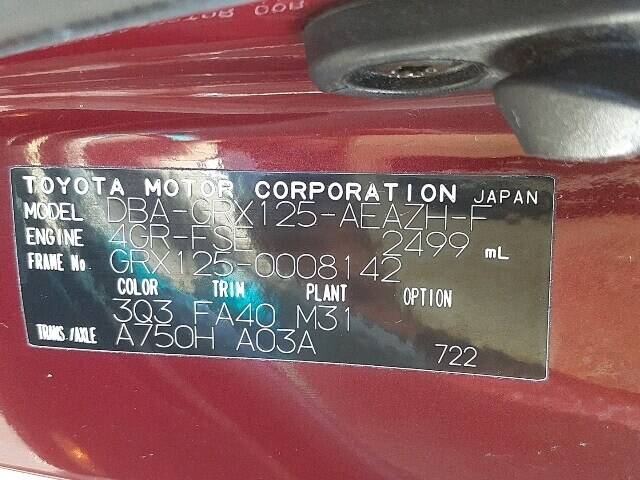 TOYOTA MOTOR CORPORATION JAPAN
MODEL DBA-GRX125-AEAZH-F
ENGINE 4GR-FSE 2499 mL
FRAME No GRX125-0008142
COLOR TRIM PLANT OPTION
3Q3 FA40 M31
TRANS./AXLE A750H A03A
722